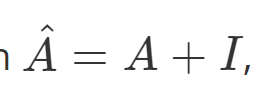 n Â = A + I,